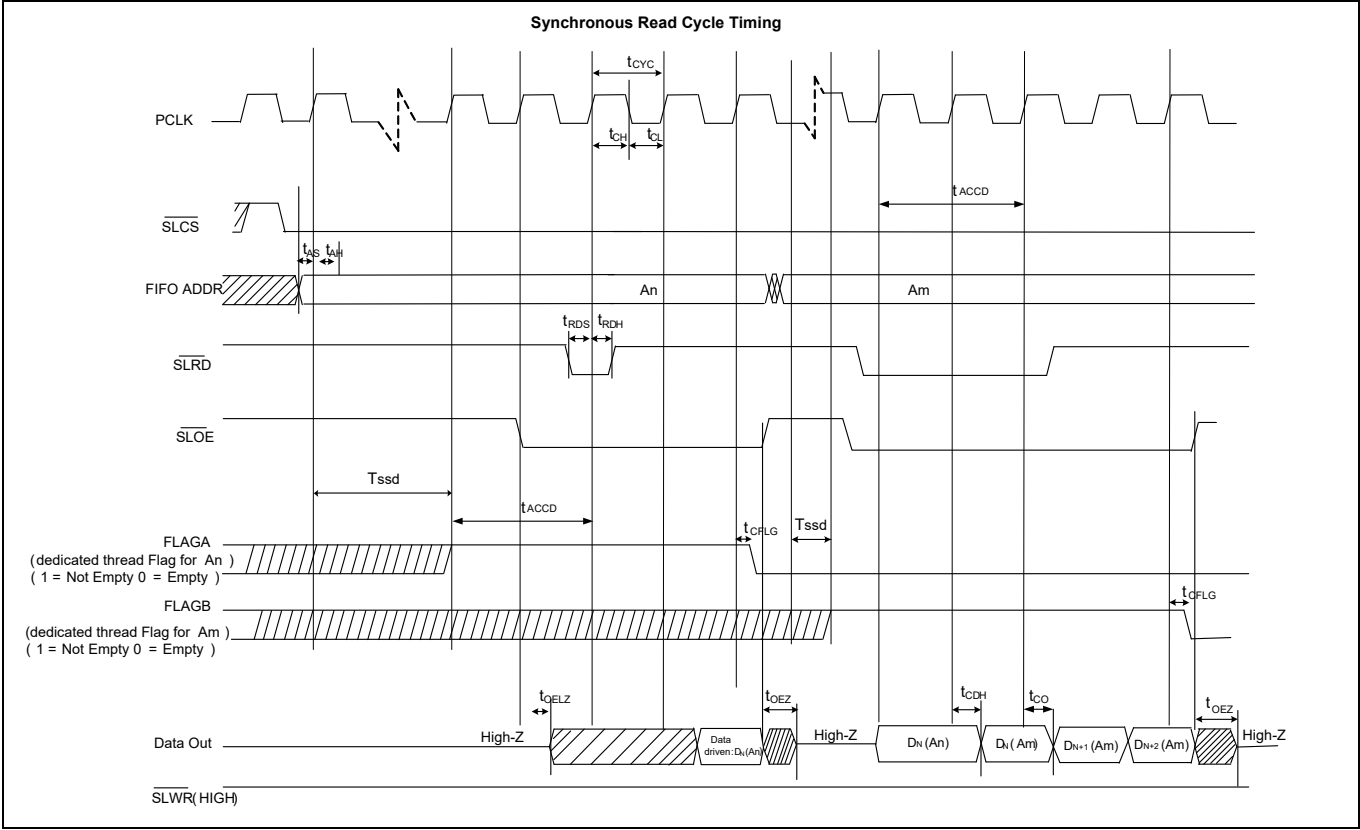 Synchronous Read Cycle Timing
tCYC
PCLK
tCH tCL
tACCD
SLCS
tAS tAH
FIFO ADDR An Am
tRDS tRDH
SLRD
SLOE
Tssd
tACCD
FLAGA
(dedicated thread Flag for An )
( 1 = Not Empty 0 = Empty )
tCFLG Tssd
FLAGB
(dedicated thread Flag for Am )
( 1 = Not Empty 0 = Empty )
tCFLG
tOELZ tOEZ tCDH tCO tOEZ
Data Out High-Z Data driven:DN(An) High-Z DN(An) DN(Am) DN+1(Am) DN+2(Am) High-Z
SLWR(HIGH)